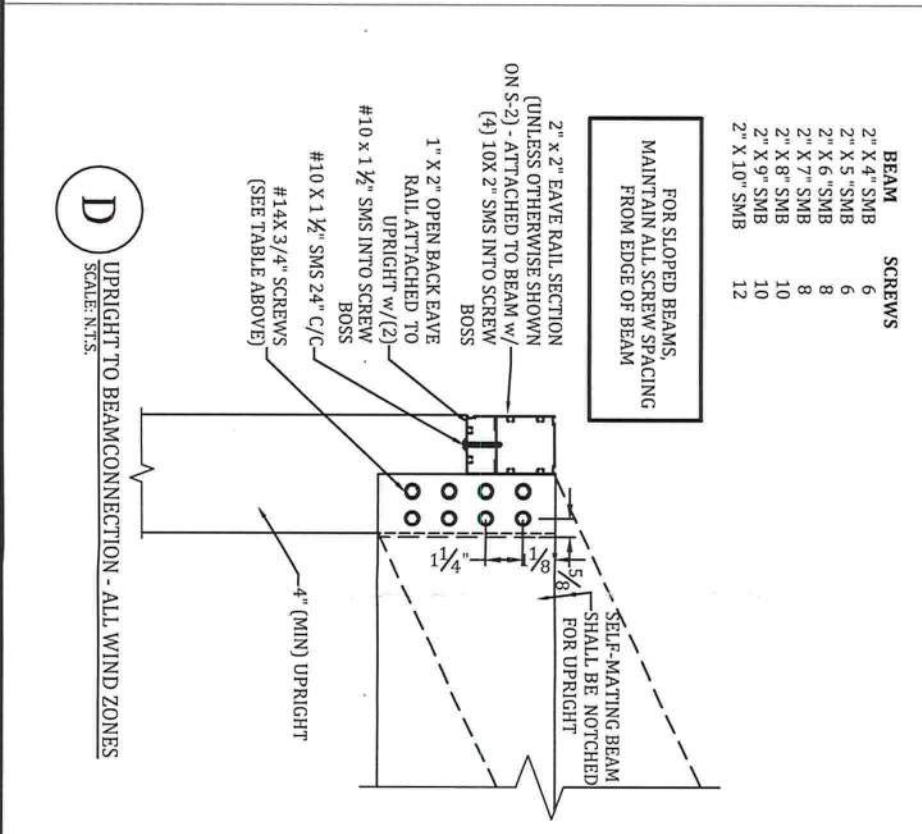 BEAM SCREWS
2" X 4" SMB 6
2" X 5 "SMB 6
2" X 6 "SMB 8
2" X 7" SMB 8
2" X 8" SMB 10
2" X 9" SMB 10
2" X 10" SMB 12
FOR SLOPED BEAMS,
MAINTAIN ALL SCREW SPACING
FROM EDGE OF BEAM
2" x 2" EAVE RAIL SECTION
(UNLESS OTHERWISE SHOWN
ON S-2) - ATTACHED TO BEAM w/
(4) 10X 2" SMS INTO SCREW
BOSS
1" X 2" OPEN BACK EAVE
RAIL ATTACHED TO
UPRIGHT w/(2)
#10 x 1 ½" SMS INTO SCREW
BOSS
#10 X 1 ½" SMS 24" C/C
#14X 3/4" SCREWS
(SEE TABLE ABOVE)
1⅛
⅝
1¼"
SELF-MATING BEAM
SHALL BE NOTCHED
FOR UPRIGHT
4" (MIN) UPRIGHT
D
UPRIGHT TO BEAMCONNECTION - ALL WIND ZONES
SCALE: N.T.S.